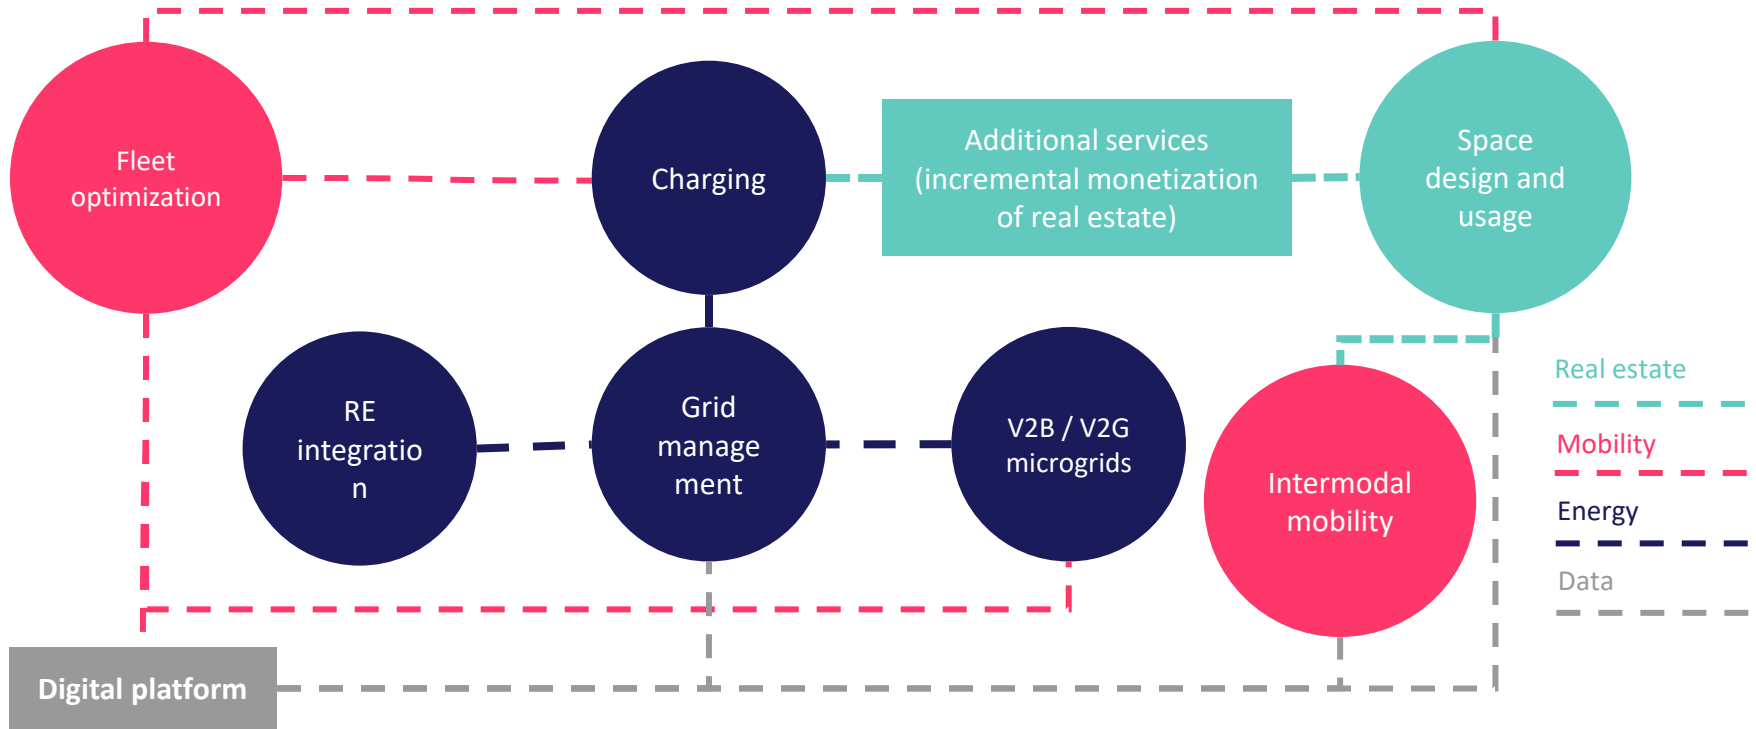 Fleet
optimization
Charging
Additional services
(incremental monetization
of real estate)
Space
design and
usage
RE
integratio
n
Grid
manage
ment
V2B / V2G
microgrids
Intermodal
mobility
Real estate
Mobility
Energy
Data
Digital platform